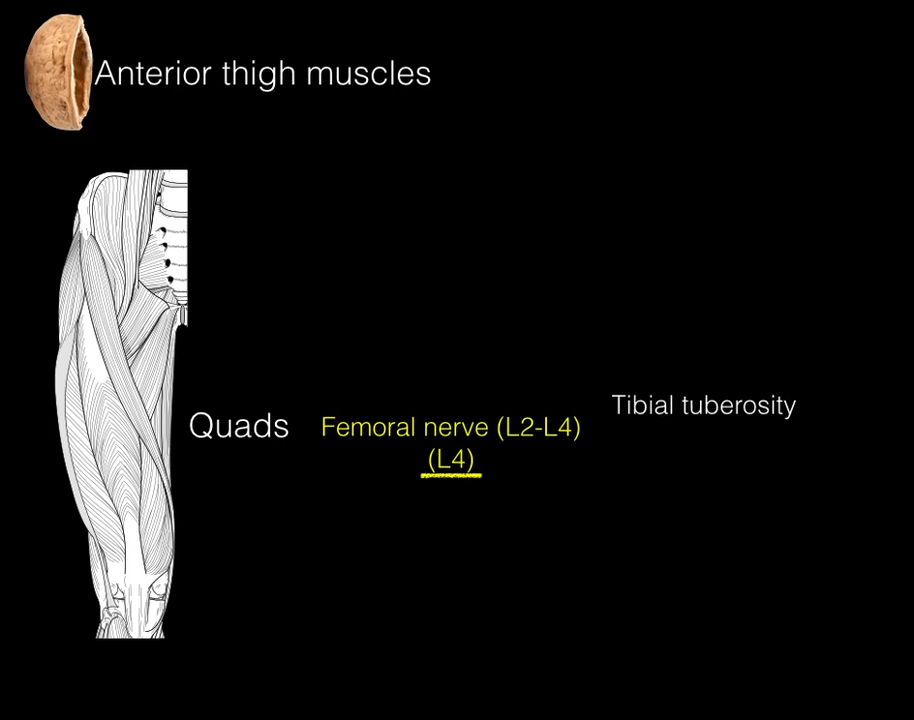 Anterior thigh muscles
Quads
Femoral nerve (L2-L4)
(L4)
Tibial tuberosity